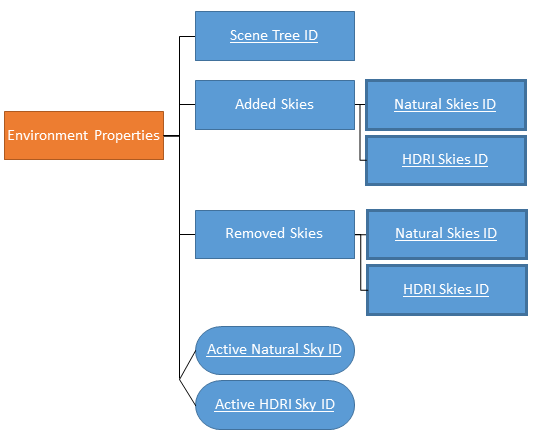 Scene Tree ID
Added Skies
Natural Skies ID
Environment Properties
HDRI Skies ID
Removed Skies
Natural Skies ID
HDRI Skies ID
Active Natural Sky ID
Active HDRI Sky ID